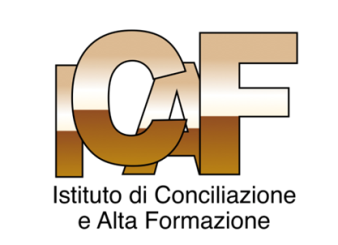 ICAF
Istituto di Conciliazione
e Alta Formazione